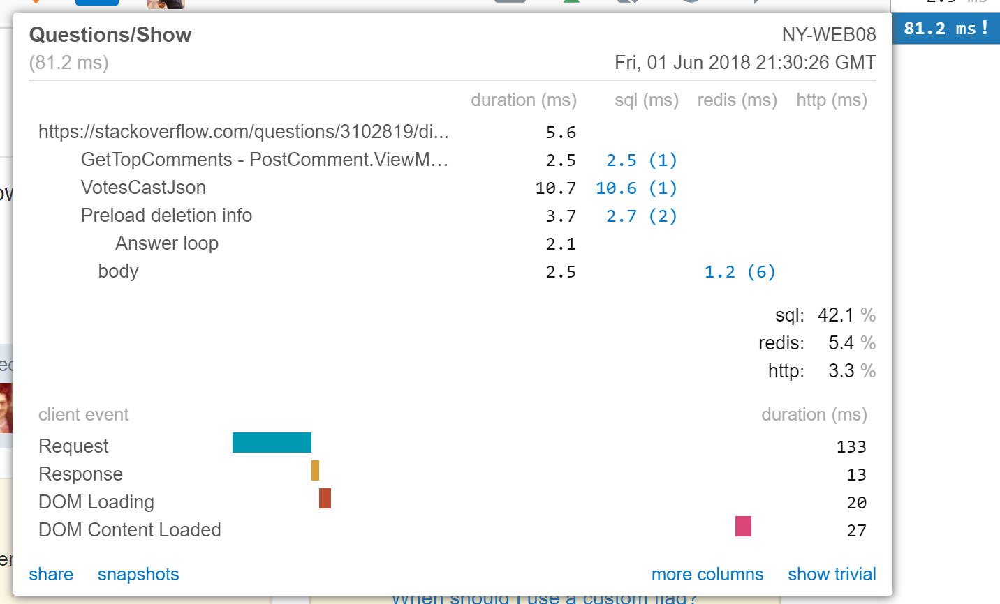 Questions/Show NY-WEB08
81.2 ms!
(81.2 ms) Fri, 01 Jun 2018 21:30:26 GMT
duration (ms) sql (ms) redis (ms) http (ms)
https://stackoverflow.com/questions/3102819/di... 5.6
GetTopComments - PostComment.ViewM... 2.5 2.5 (1)
VotesCastJson 10.7 10.6 (1)
Preload deletion info 3.7 2.7 (2)
Answer loop 2.1
body 2.5 1.2 (6)
sql: 42.1 %
redis: 5.4 %
http: 3.3 %
client event duration (ms)
Request 133
Response 13
DOM Loading 20
DOM Content Loaded 27
share snapshots more columns show trivial
When should I use a custom flag?